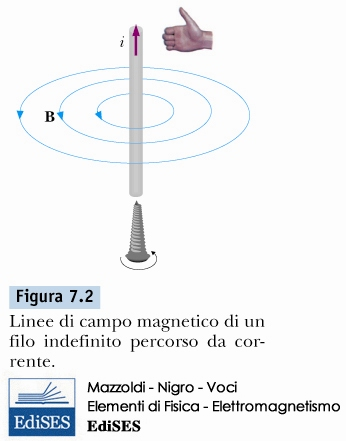 i
B
Figura 7.2
Linee di campo magnetico di un
filo indefinito percorso da cor-
rente.
Mazzoldi - Nigro - Voci
Elementi di Fisica - Elettromagnetismo
EdiSES
EdiSES